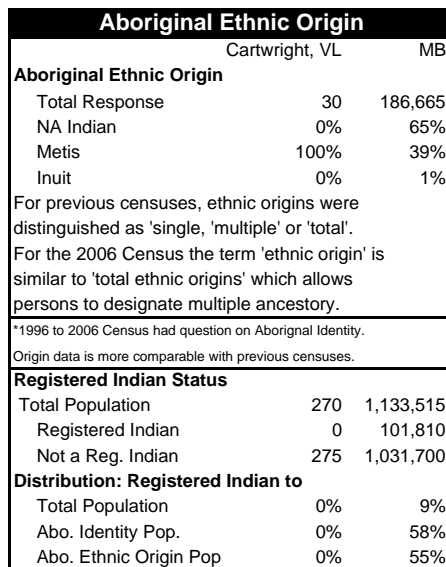 Aboriginal Ethnic Origin
Cartwright, VL MB
Aboriginal Ethnic Origin
Total Response 30 186,665
NA Indian 0% 65%
Metis 100% 39%
Inuit 0% 1%
For previous censuses, ethnic origins were
distinguished as 'single, 'multiple' or 'total'.
For the 2006 Census the term 'ethnic origin' is
similar to 'total ethnic origins' which allows
persons to designate multiple ancestory.
*1996 to 2006 Census had question on Aborignal Identity.
Origin data is more comparable with previous censuses.
Registered Indian Status
Total Population 270 1,133,515
Registered Indian 0 101,810
Not a Reg. Indian 275 1,031,700
Distribution: Registered Indian to
Total Population 0% 9%
Abo. Identity Pop. 0% 58%
Abo. Ethnic Origin Pop 0% 55%